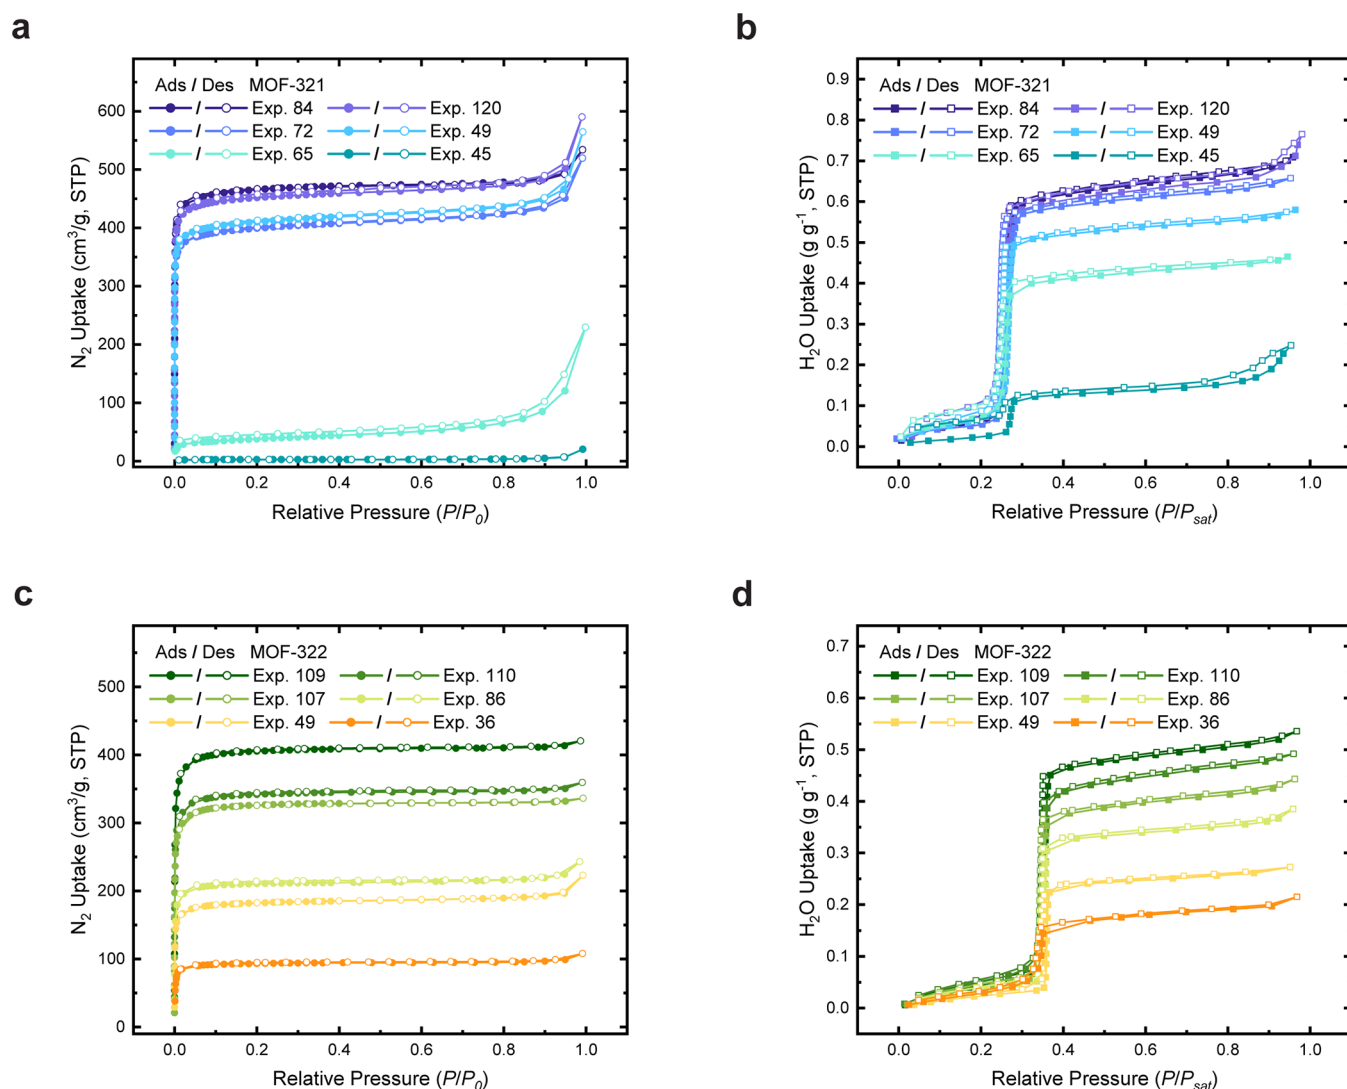 a
Ads / Des MOF-321
/ Exp. 84 / Exp. 120
/ Exp. 72 / Exp. 49
/ Exp. 65 / Exp. 45
600
500
400
300
200
100
0
N2 Uptake (cm3/g, STP)
0.0 0.2 0.4 0.6 0.8 1.0
Relative Pressure (P/P0)
b
Ads / Des MOF-321
/ Exp. 84 / Exp. 120
/ Exp. 72 / Exp. 49
/ Exp. 65 / Exp. 45
0.9
0.8
0.7
0.6
0.5
0.4
0.3
0.2
0.1
0.0
H2O Uptake (g g-1, STP)
0.0 0.2 0.4 0.6 0.8 1.0
Relative Pressure (P/Psat)
c
Ads / Des MOF-322
/ Exp. 109 / Exp. 110
/ Exp. 107 / Exp. 86
/ Exp. 49 / Exp. 36
500
400
300
200
100
0
N2 Uptake (cm3/g, STP)
0.0 0.2 0.4 0.6 0.8 1.0
Relative Pressure (P/P0)
d
Ads / Des MOF-322
/ Exp. 109 / Exp. 110
/ Exp. 107 / Exp. 86
/ Exp. 49 / Exp. 36
0.7
0.6
0.5
0.4
0.3
0.2
0.1
0.0
H2O Uptake (g g-1, STP)
0.0 0.2 0.4 0.6 0.8 1.0
Relative Pressure (P/Psat)